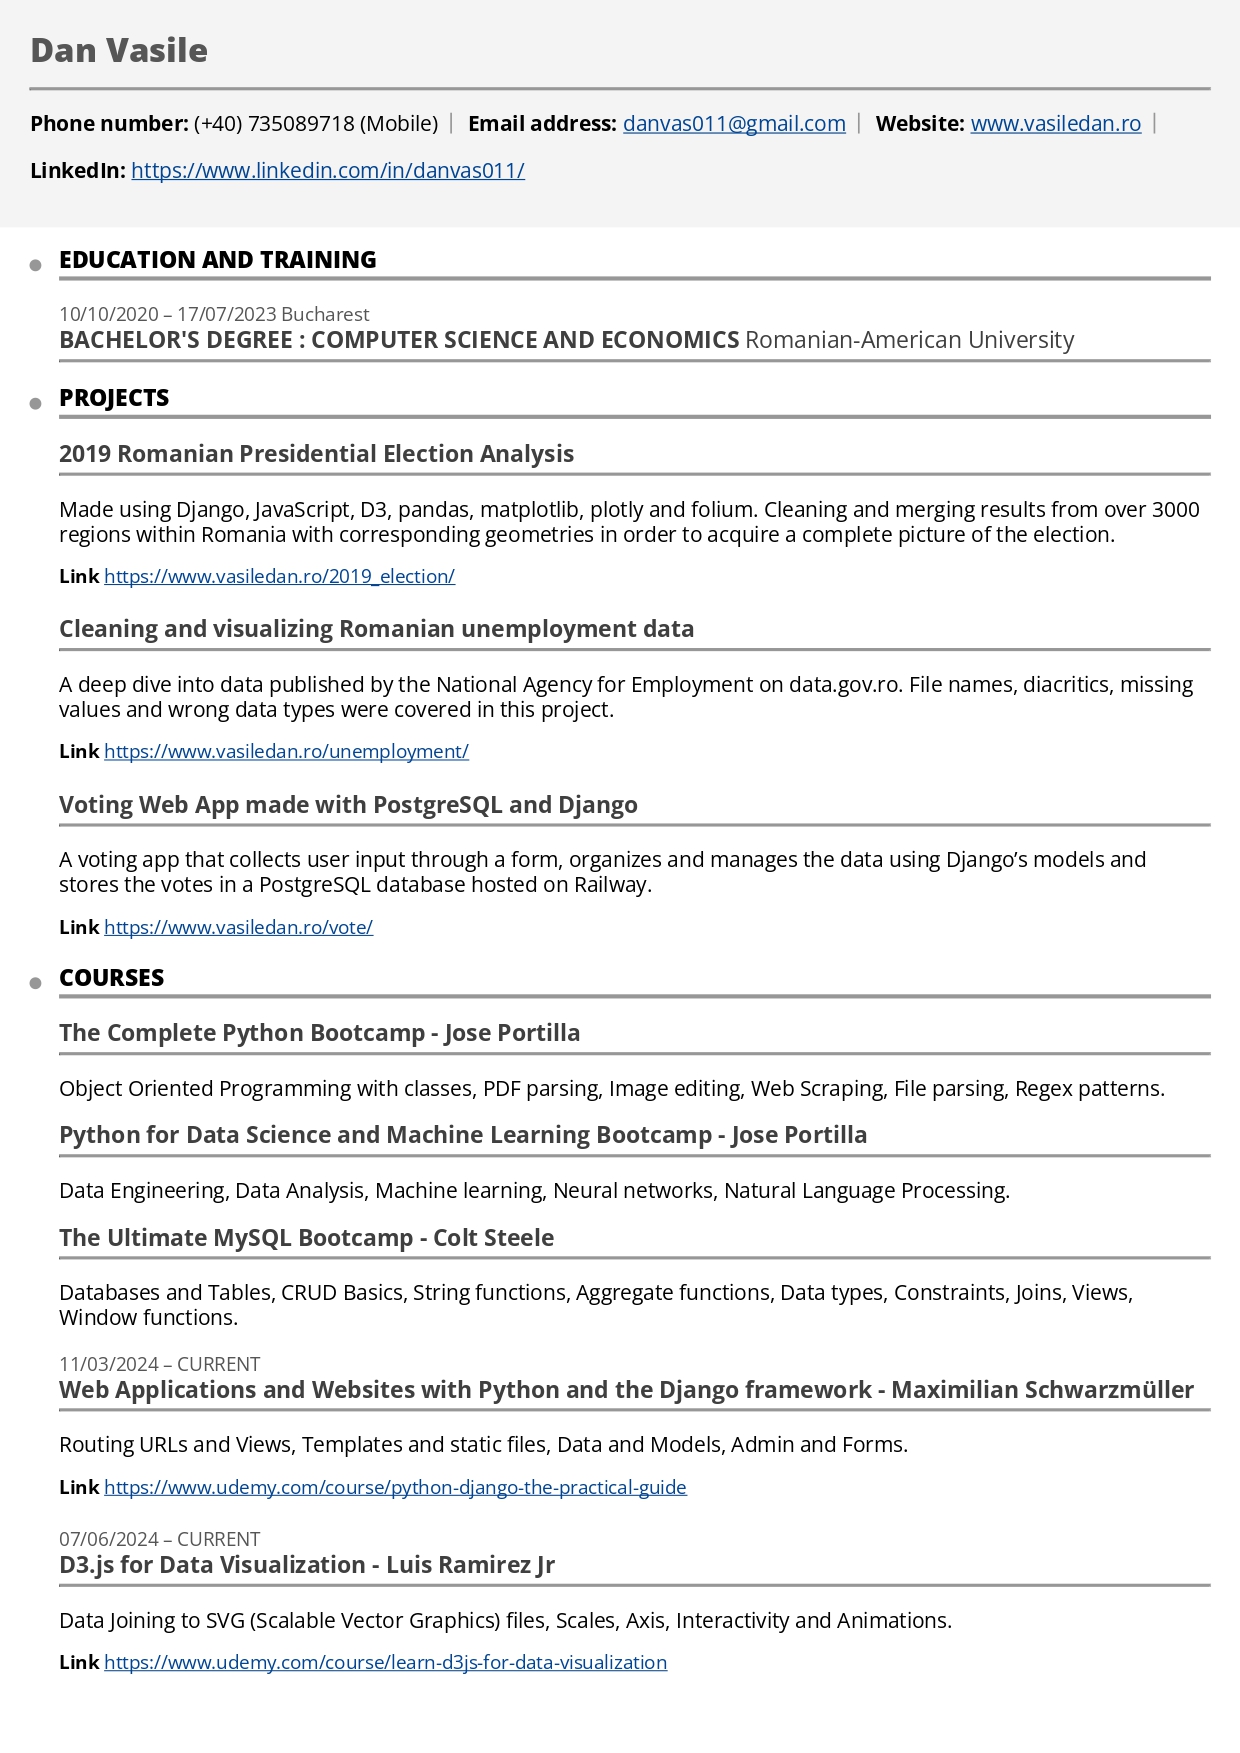 Dan Vasile
Phone number: (+40) 735089718 (Mobile) | Email address: danvas011@gmail.com | Website: www.vasiledan.ro |
LinkedIn: https://www.linkedin.com/in/danvas011/
EDUCATION AND TRAINING
10/10/2020 – 17/07/2023 Bucharest
BACHELOR'S DEGREE : COMPUTER SCIENCE AND ECONOMICS Romanian-American University
PROJECTS
2019 Romanian Presidential Election Analysis
Made using Django, JavaScript, D3, pandas, matplotlib, plotly and folium. Cleaning and merging results from over 3000
regions within Romania with corresponding geometries in order to acquire a complete picture of the election.
Link https://www.vasiledan.ro/2019_election/
Cleaning and visualizing Romanian unemployment data
A deep dive into data published by the National Agency for Employment on data.gov.ro. File names, diacritics, missing
values and wrong data types were covered in this project.
Link https://www.vasiledan.ro/unemployment/
Voting Web App made with PostgreSQL and Django
A voting app that collects user input through a form, organizes and manages the data using Django’s models and
stores the votes in a PostgreSQL database hosted on Railway.
Link https://www.vasiledan.ro/vote/
COURSES
The Complete Python Bootcamp - Jose Portilla
Object Oriented Programming with classes, PDF parsing, Image editing, Web Scraping, File parsing, Regex patterns.
Python for Data Science and Machine Learning Bootcamp - Jose Portilla
Data Engineering, Data Analysis, Machine learning, Neural networks, Natural Language Processing.
The Ultimate MySQL Bootcamp - Colt Steele
Databases and Tables, CRUD Basics, String functions, Aggregate functions, Data types, Constraints, Joins, Views,
Window functions.
11/03/2024 – CURRENT
Web Applications and Websites with Python and the Django framework - Maximilian Schwarzmüller
Routing URLs and Views, Templates and static files, Data and Models, Admin and Forms.
Link https://www.udemy.com/course/python-django-the-practical-guide
07/06/2024 – CURRENT
D3.js for Data Visualization - Luis Ramirez Jr
Data Joining to SVG (Scalable Vector Graphics) files, Scales, Axis, Interactivity and Animations.
Link https://www.udemy.com/course/learn-d3js-for-data-visualization